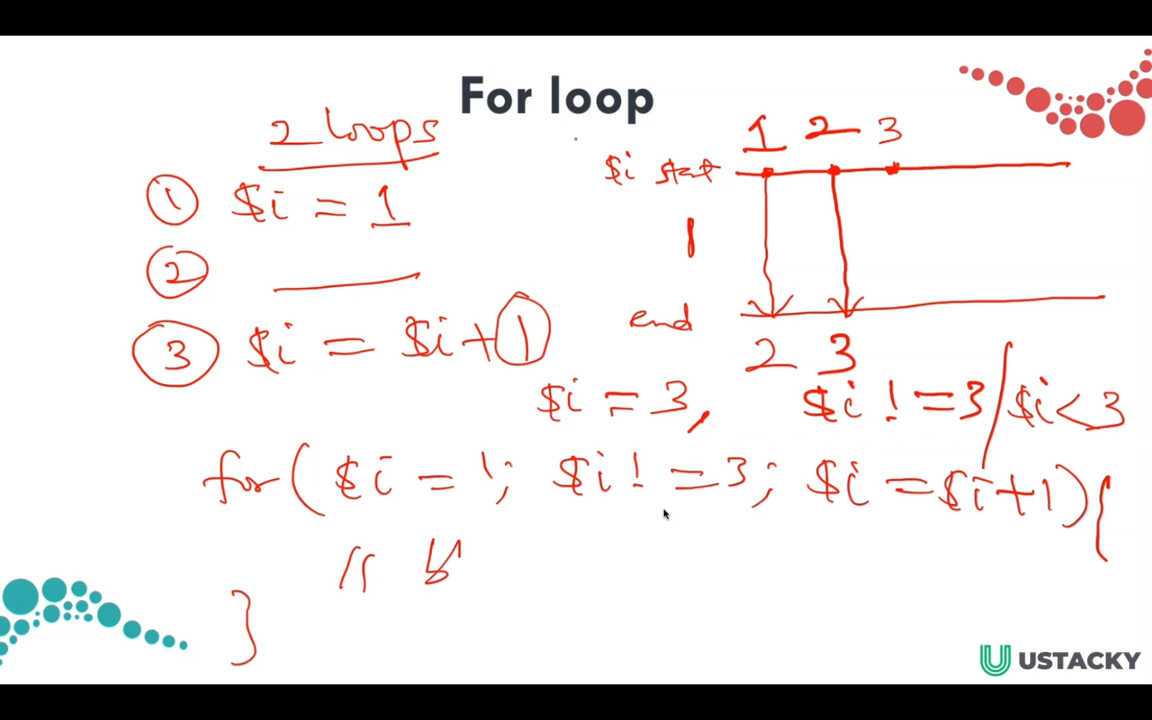 For loop
2 loops
① $i = 1
②
③ $i = $i+1
1 2 3
$i start
1
end
2 3
$i = 3, $i != 3 / $i < 3
for( $i = 1; $i != 3; $i = $i+1) {
//
}
USTACKY